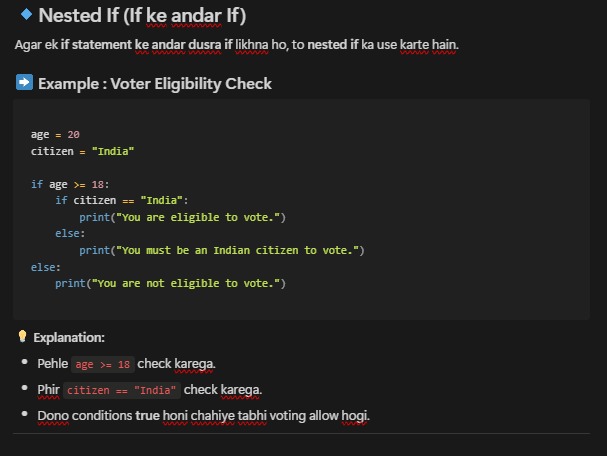 🔹 Nested If (If ke andar If)
Agar ek if statement ke andar dusra if likhna ho, to nested if ka use karte hain.
➡ Example : Voter Eligibility Check
age = 20
citizen = "India"
if age >= 18:
    if citizen == "India":
        print("You are eligible to vote.")
    else:
        print("You must be an Indian citizen to vote.")
else:
    print("You are not eligible to vote.")
💡 Explanation:
• Pehle age >= 18 check karega.
• Phir citizen == "India" check karega.
• Dono conditions true honi chahiye tabhi voting allow hogi.